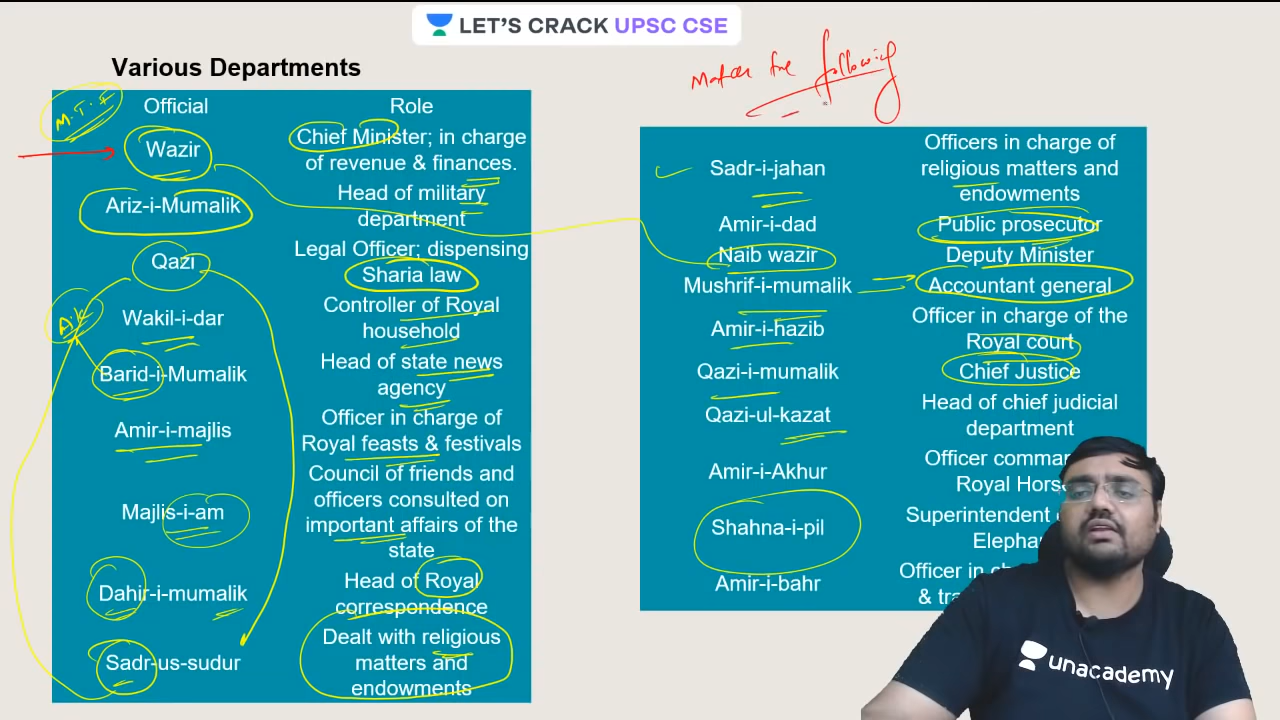 LET'S CRACK UPSC CSE
Various Departments
M.T.F
Official Role
Wazir Chief Minister; in charge
of revenue & finances.
Ariz-i-Mumalik Head of military
department
Qazi Legal Officer; dispensing
Sharia law
Wakil-i-dar Controller of Royal
household
Barid-i-Mumalik Head of state news
agency
Amir-i-majlis Officer in charge of
Royal feasts & festivals
Majlis-i-am Council of friends and
officers consulted on
important affairs of the
state
Dahir-i-mumalik Head of Royal
correspondence
Sadr-us-sudur Dealt with religious
matters and
endowments
following
Sadr-i-jahan Officers in charge of
religious matters and
endowments
Amir-i-dad Public prosecutor
Naib wazir Deputy Minister
Mushrif-i-mumalik Accountant general
Amir-i-hazib Officer in charge of the
Royal court
Qazi-i-mumalik Chief Justice
Qazi-ul-kazat Head of chief judicial
department
Amir-i-Akhur Officer
Royal
Shahna-i-pil Superintendent
Amir-i-bahr Officer in
&
unacademy